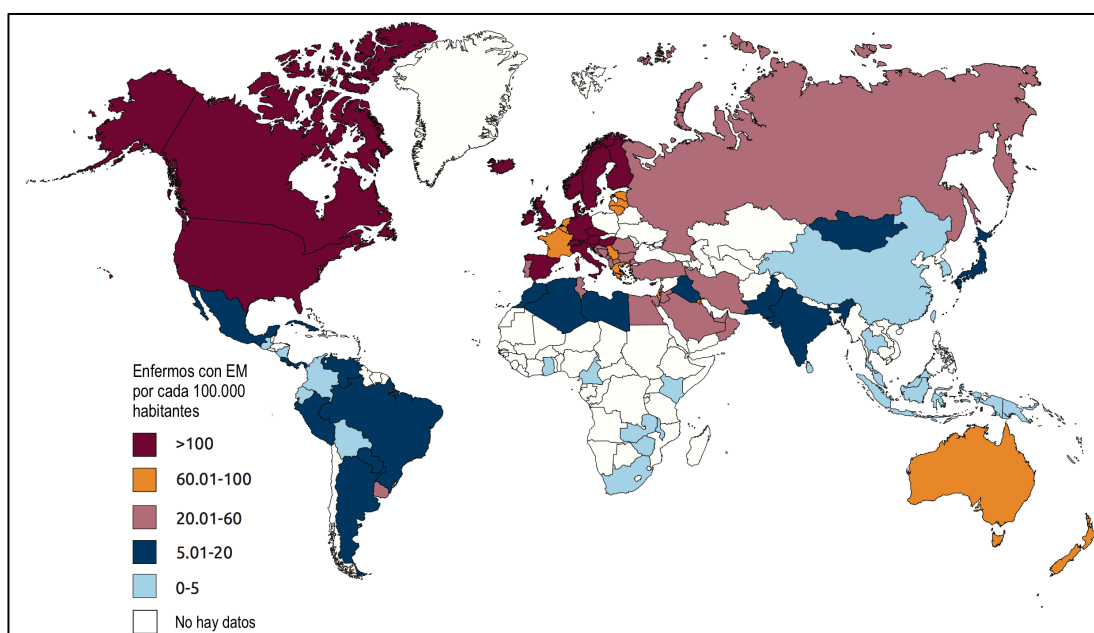 Enfermos con EM
por cada 100.000
habitantes
>100
60.01-100
20.01-60
5.01-20
0-5
No hay datos